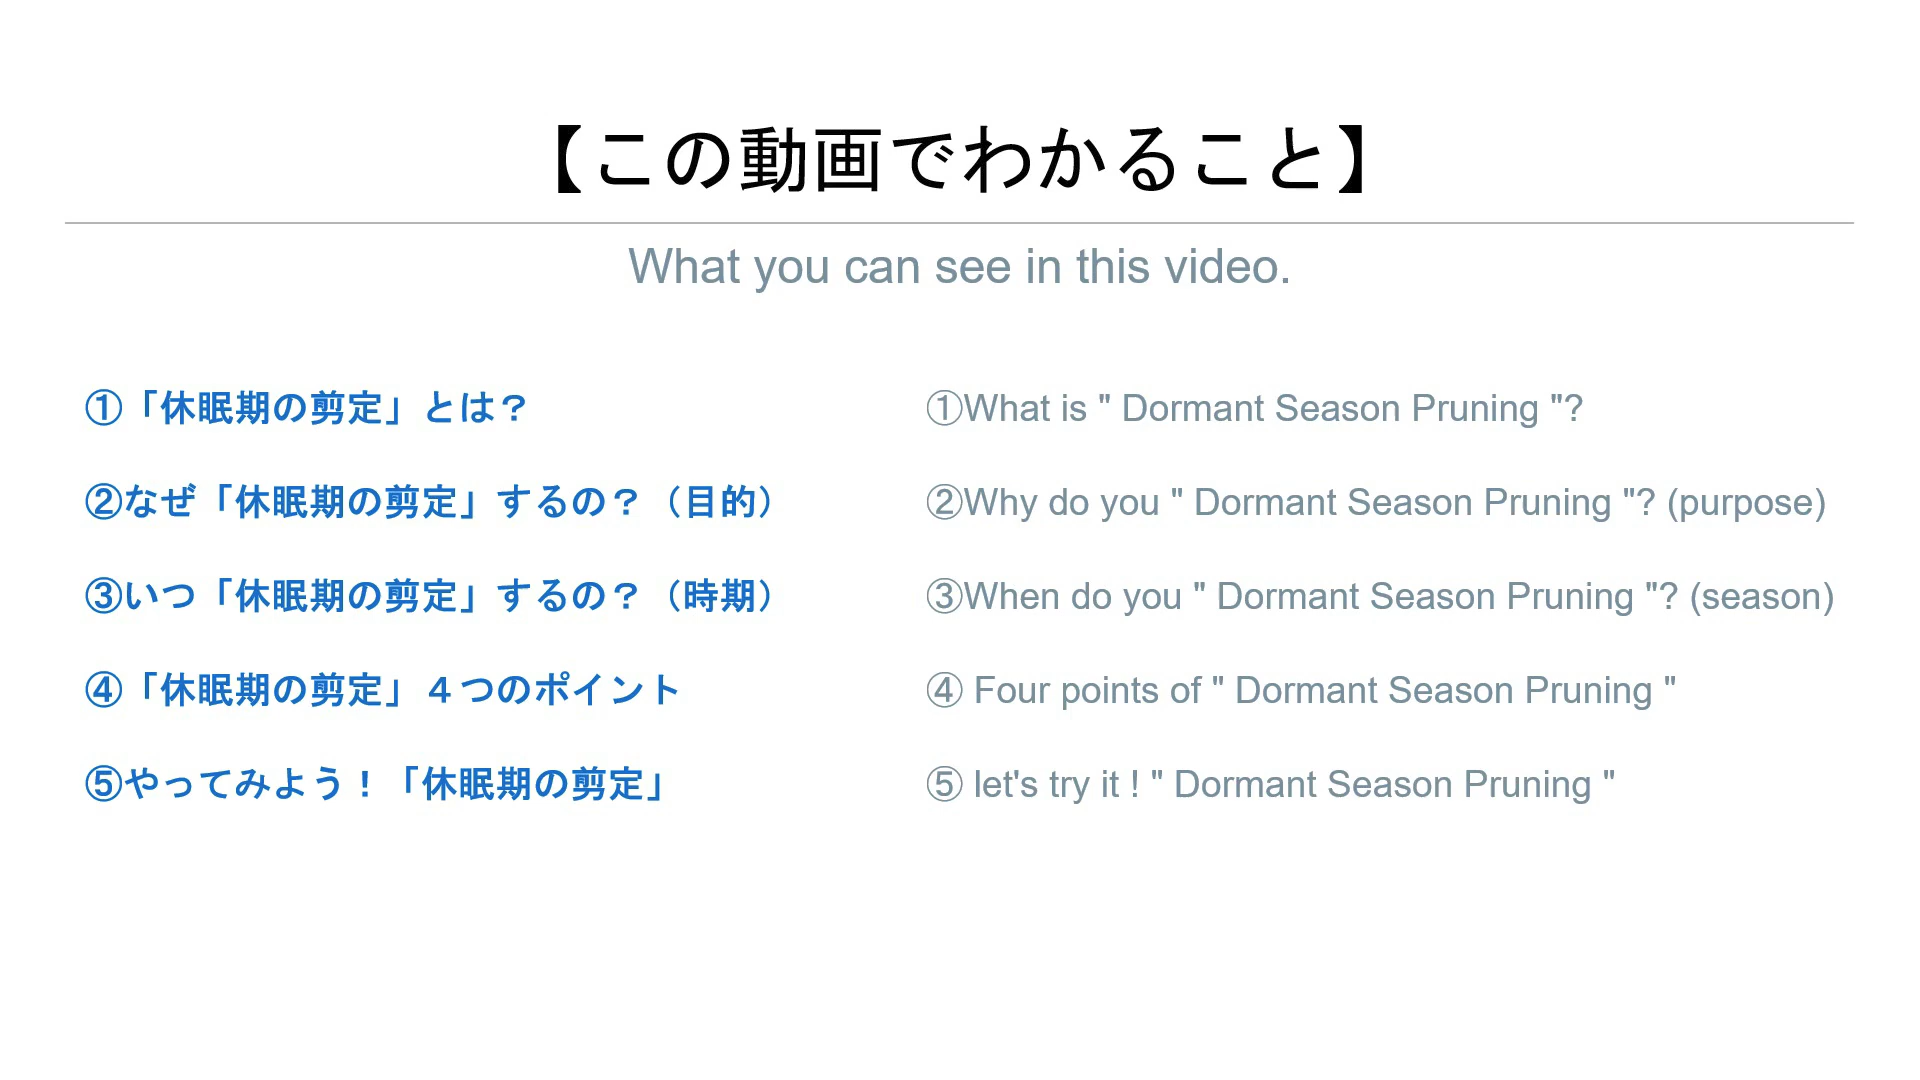 【この動画でわかること】
What you can see in this video.
①「休眠期の剪定」とは？
②なぜ「休眠期の剪定」するの？（目的）
③いつ「休眠期の剪定」するの？（時期）
④「休眠期の剪定」４つのポイント
⑤やってみよう！「休眠期の剪定」
①What is " Dormant Season Pruning "?
②Why do you " Dormant Season Pruning "? (purpose)
③When do you " Dormant Season Pruning "? (season)
④ Four points of " Dormant Season Pruning "
⑤ let's try it ! " Dormant Season Pruning "